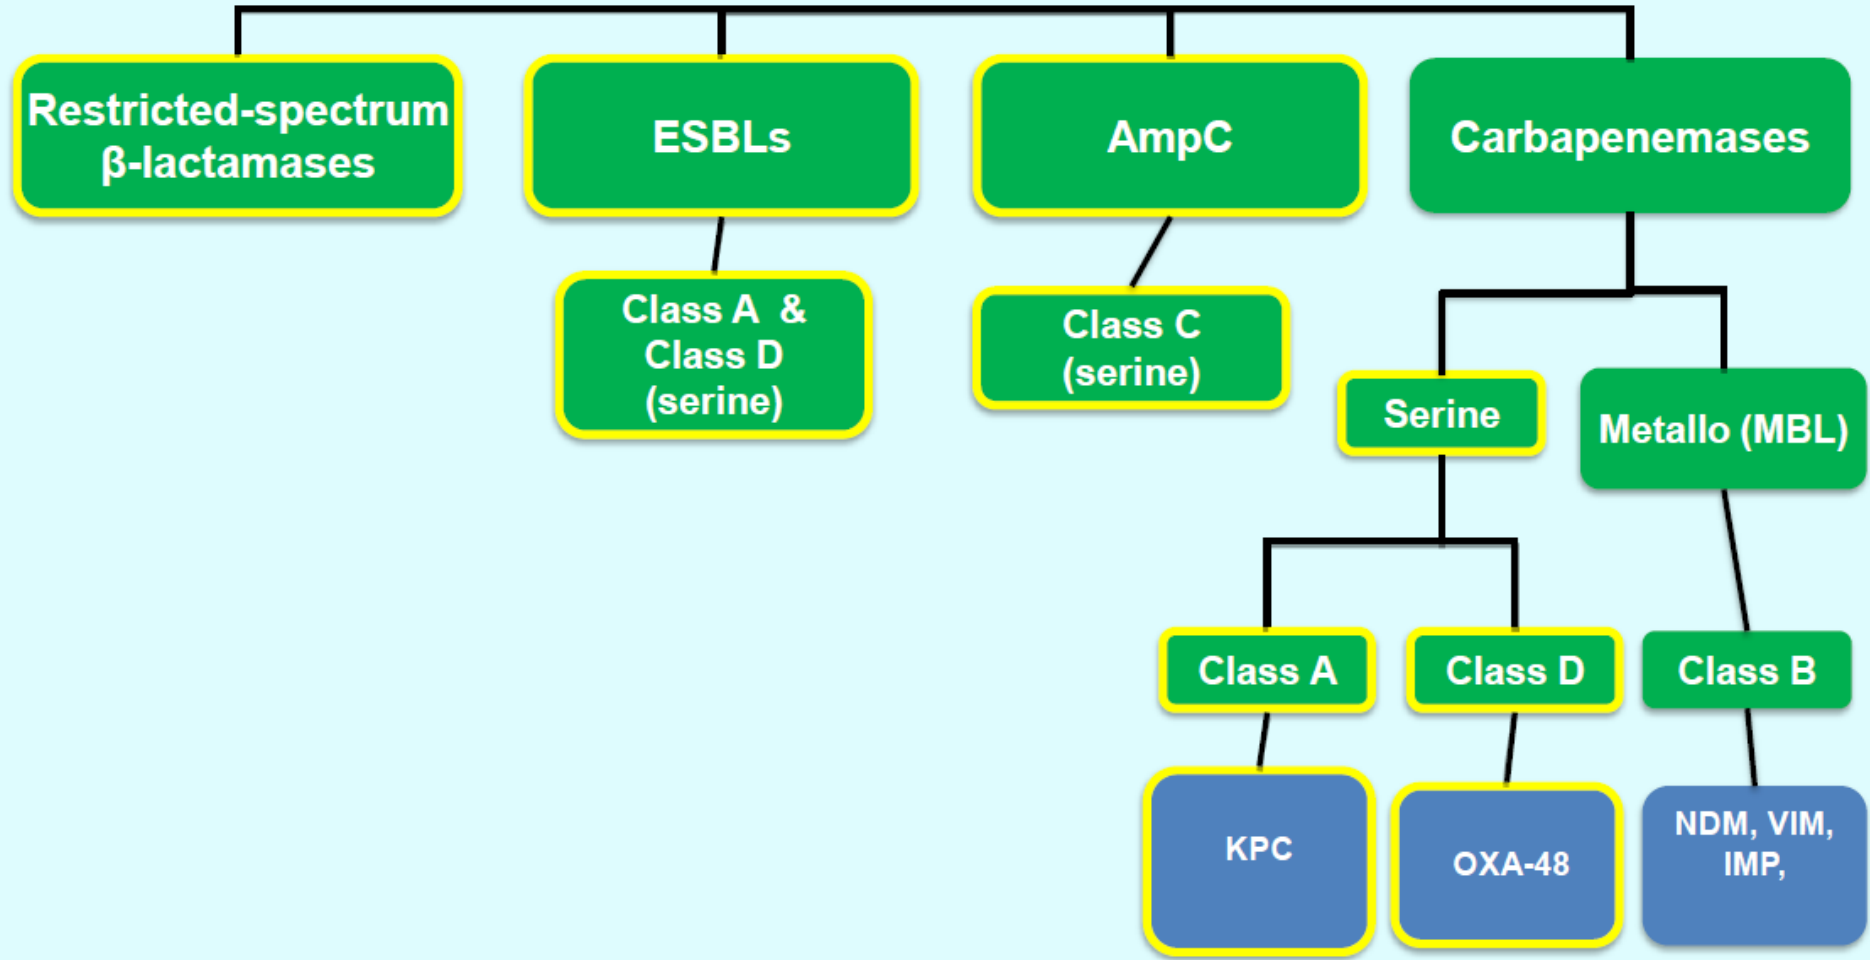 Restricted-spectrum
β-lactamases
ESBLs
AmpC
Carbapenemases
Class A &
Class D
(serine)
Class C
(serine)
Serine
Metallo (MBL)
Class A
Class D
Class B
KPC
OXA-48
NDM, VIM,
IMP,